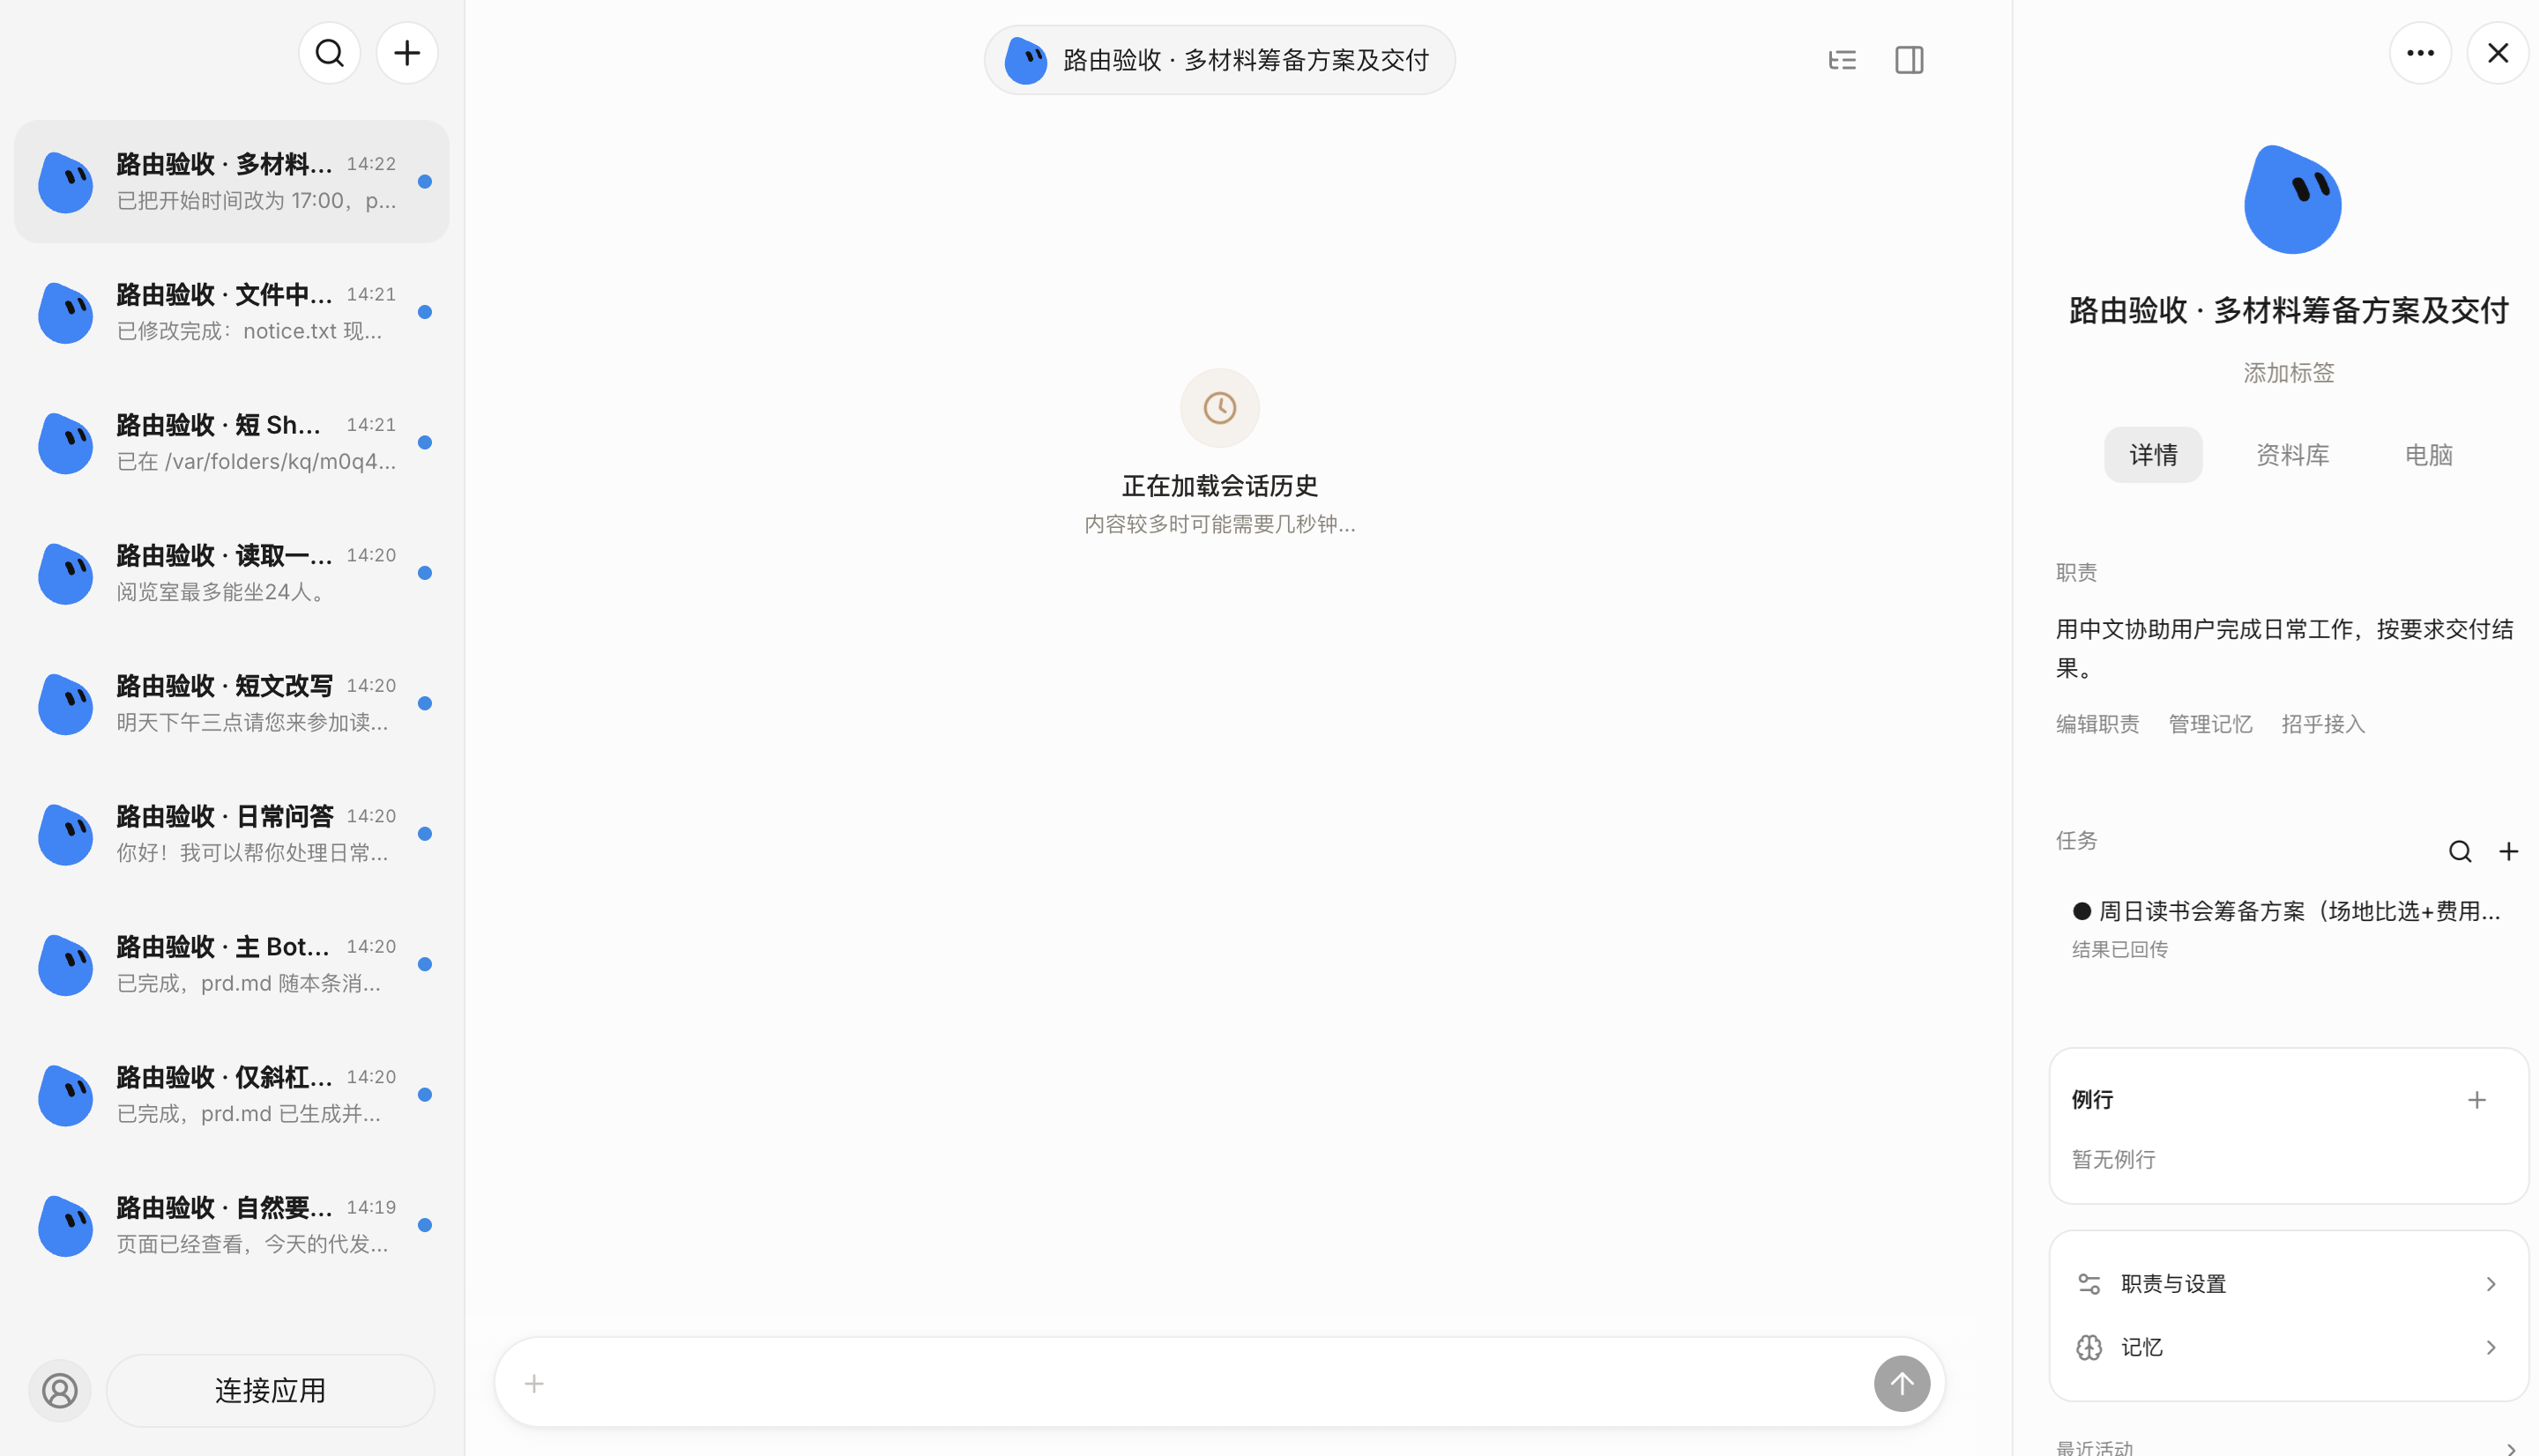 路由验收 · 多材料... 14:22
已把开始时间改为 17:00，p...
路由验收 · 文件中... 14:21
已修改完成：notice.txt 现...
路由验收 · 短 Sh... 14:21
已在 /var/folders/kq/m0q4...
路由验收 · 读取一... 14:20
阅览室最多能坐24人。
路由验收 · 短文改写 14:20
明天下午三点请您来参加读...
路由验收 · 日常问答 14:20
你好！我可以帮你处理日常...
路由验收 · 主 Bot... 14:20
已完成，prd.md 随本条消...
路由验收 · 仅斜杠... 14:20
已完成，prd.md 已生成并...
路由验收 · 自然要... 14:19
页面已经查看，今天的代发...
连接应用
路由验收 · 多材料筹备方案及交付
正在加载会话历史
内容较多时可能需要几秒钟...
路由验收 · 多材料筹备方案及交付
添加标签
详情 资料库 电脑
职责
用中文协助用户完成日常工作，按要求交付结
果。
编辑职责 管理记忆 招乎接入
任务
周日读书会筹备方案（场地比选+费用...
结果已回传
例行
暂无例行
职责与设置
记忆
最近活动